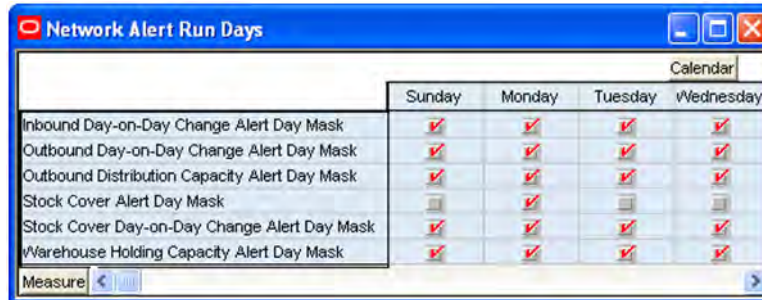 Network Alert Run Days
Calendar
Sunday Monday Tuesday Wednesday
Inbound Day-on-Day Change Alert Day Mask
Outbound Day-on-Day Change Alert Day Mask
Outbound Distribution Capacity Alert Day Mask
Stock Cover Alert Day Mask
Stock Cover Day-on-Day Change Alert Day Mask
Warehouse Holding Capacity Alert Day Mask
Measure